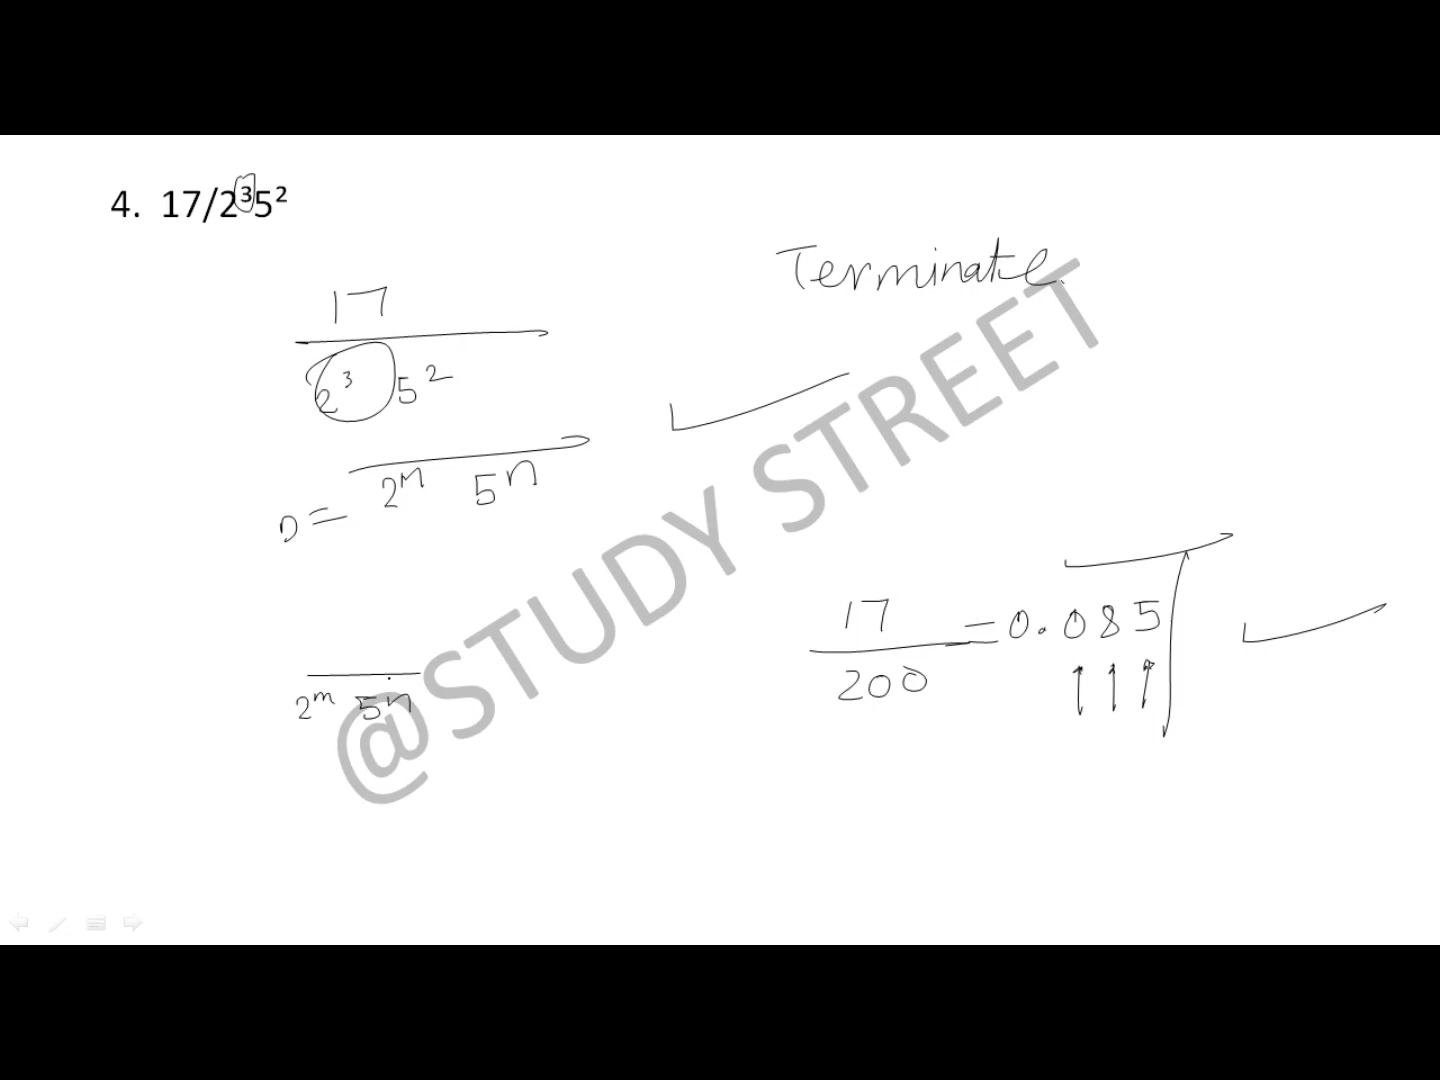 4. 17/2³5²
Terminate.
17
2³ 5²
D = 2ᵐ 5ⁿ
17
200 = 0.085
2ᵐ 5ⁿ
@STUDY STREET